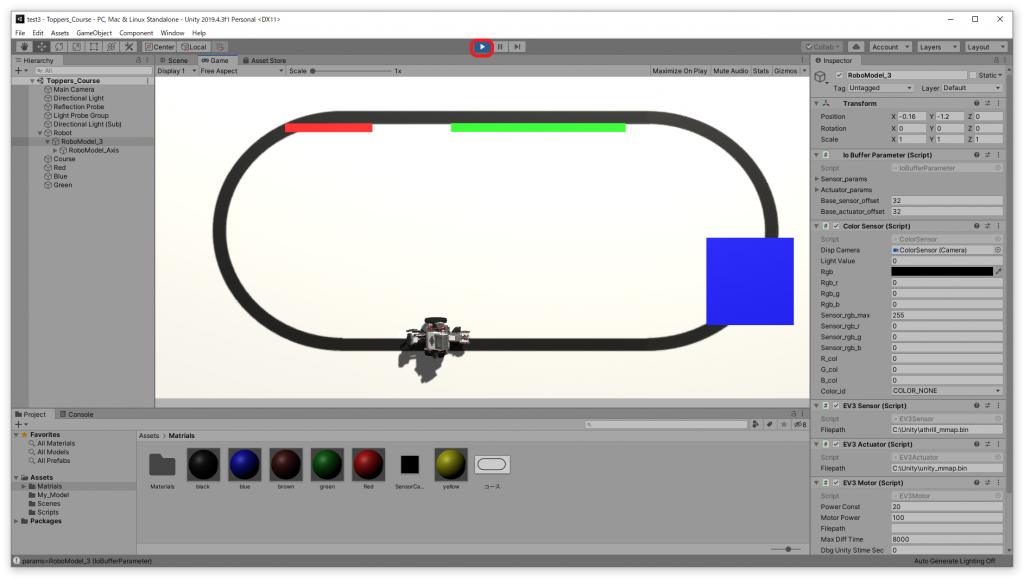 test3 - Toppers_Course - PC, Mac & Linux Standalone - Unity 2019.4.3f1 Personal <DX11>
File Edit Assets GameObject Component Window Help
Center Local Collab Account Layers Layout
Hierarchy
All
Toppers_Course
Main Camera
Directional Light
Reflection Probe
Light Probe Group
Directional Light (Sub)
Robot
RoboModel_3
RoboModel_Axis
Course
Red
Blue
Green
Scene Game Asset Store
Display 1 Free Aspect Scale 1x Maximize On Play Mute Audio Stats Gizmos
Inspector
RoboModel_3 Static
Tag Untagged Layer Default
Transform
Position X -0.16 Y -1.2 Z 0
Rotation X 0 Y 0 Z 0
Scale X 1 Y 1 Z 1
Io Buffer Parameter (Script)
Script IoBufferParameter
Sensor_params
Actuator_params
Base_sensor_offset 32
Base_actuator_offset 32
Color Sensor (Script)
Script ColorSensor
Disp Camera ColorSensor (Camera)
Light Value 0
Rgb
Rgb_r 0
Rgb_g 0
Rgb_b 0
Sensor_rgb_max 255
Sensor_rgb_r 0
Sensor_rgb_g 0
Sensor_rgb_b 0
R_col 0
G_col 0
B_col 0
Color_id COLOR_NONE
EV3 Sensor (Script)
Script EV3Sensor
Filepath C:\Unity\athrill_mmap.bin
EV3 Actuator (Script)
Script EV3Actuator
Filepath C:\Unity\unity_mmap.bin
EV3 Motor (Script)
Script EV3Motor
Power Const 20
Motor Power 100
Filepath
Max Diff Time 8000
Dbg Unity Stime Sec 0
Project Console
8
Favorites
All Materials
All Models
All Prefabs
Assets
Matrials
My_Model
Scenes
Scripts
Packages
Assets > Matrials
Materials black blue brown green Red SensorCa... yellow コース
params=RoboModel_3 (IoBufferParameter)
Auto Generate Lighting Off